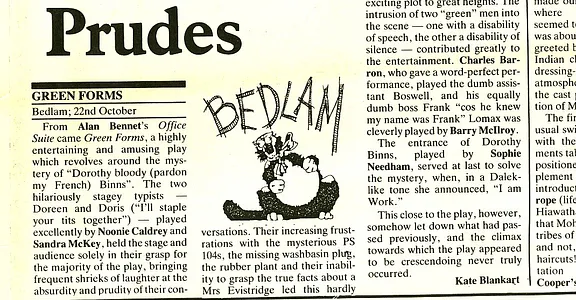 Prudes
GREEN FORMS
Bedlam; 22nd October
From Alan Bennet's Office
Suite came Green Forms, a highly
entertaining and amusing play
which revolves around the mys-
tery of "Dorothy bloody (pardon
my French) Binns". The two
hilariously stagey typists —
Doreen and Doris ("I'll staple
your tits together") — played
excellently by Noonie Caldrey and
Sandra McKey, held the stage and
audience solely in their grasp for
the majority of the play, bringing
frequent shricks of laughter at the
absurdity and prudity of their con-
BEDLAM
versations. Their increasing frust-
rations with the mysterious PS
104s, the missing washbasin plug,
the rubber plant and their inabil-
ity to grasp the true facts about a
Mrs Evistridge led this hardly
exciting plot to great heights. The
intrusion of two "green" men into
the scene — one with a disability
of speech, the other a disability of
silence — contributed greatly to
the entertainment. Charles Bar-
ron, who gave a word-perfect per-
formance, played the dumb assis-
tant Boswell, and his equally
dumb boss Frank "cos he knew
my name was Frank" Lomax was
cleverly played by Barry McIlroy.
The entrance of Dorothy
Binns, played by Sophie
Needham, served at last to solve
the mystery, when, in a Dalek-
like tone she announced, "I am
Work."
This close to the play, however,
somehow let down what had pas-
sed previously, and the climax
towards which the play appeared
to be crescendoing never truly
occurred.
Kate Blankart
where
seemed
was abou
greeted
Indian c
dressing-
atmosphe
the cast
tion of M
The fi
usual swi
with the
ments tal
positione
plement
introduc
rope (life
Hiawath
that Moh
tribes of
and not
haircuts!
tation
Cooper's